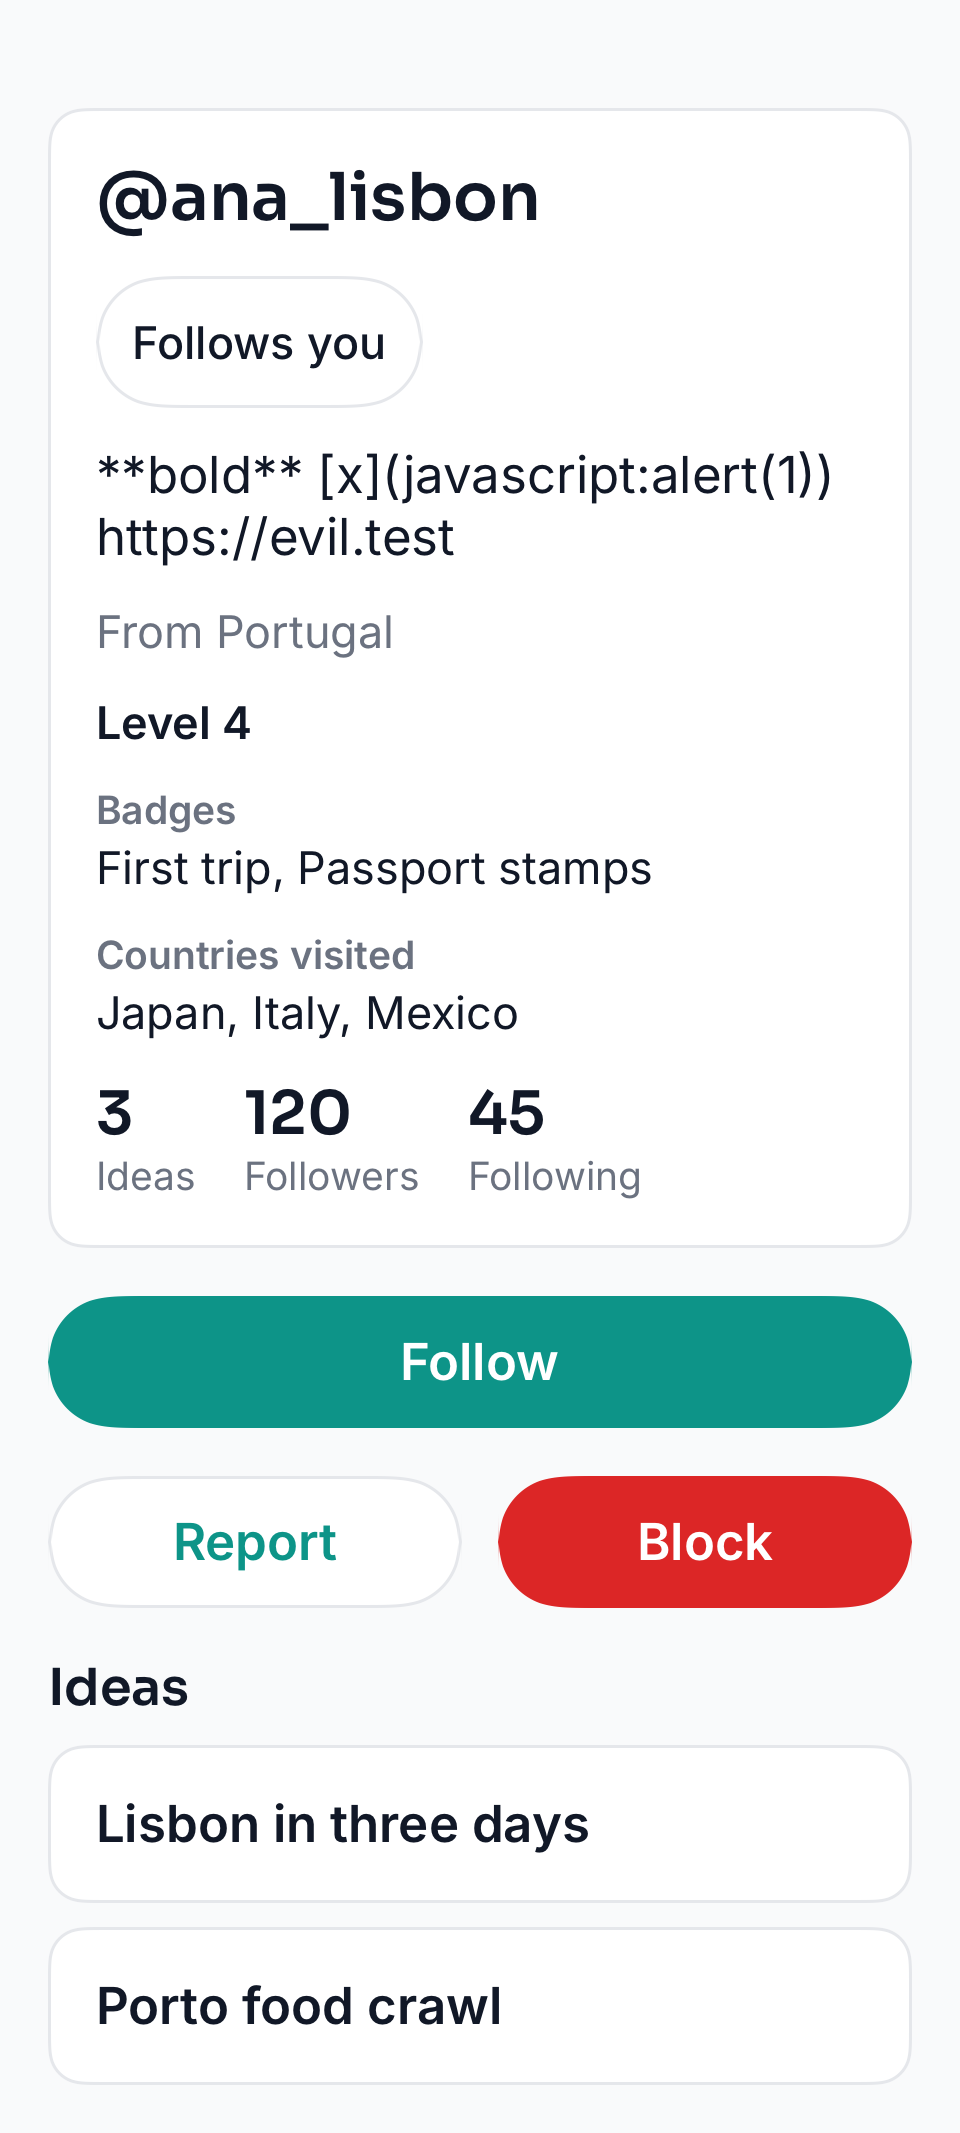 @ana_lisbon
Follows you
**bold** [x](javascript:alert(1))
https://evil.test
From Portugal
Level 4
Badges
First trip, Passport stamps
Countries visited
Japan, Italy, Mexico
3 120 45
Ideas Followers Following
Follow
Report Block
Ideas
Lisbon in three days
Porto food crawl